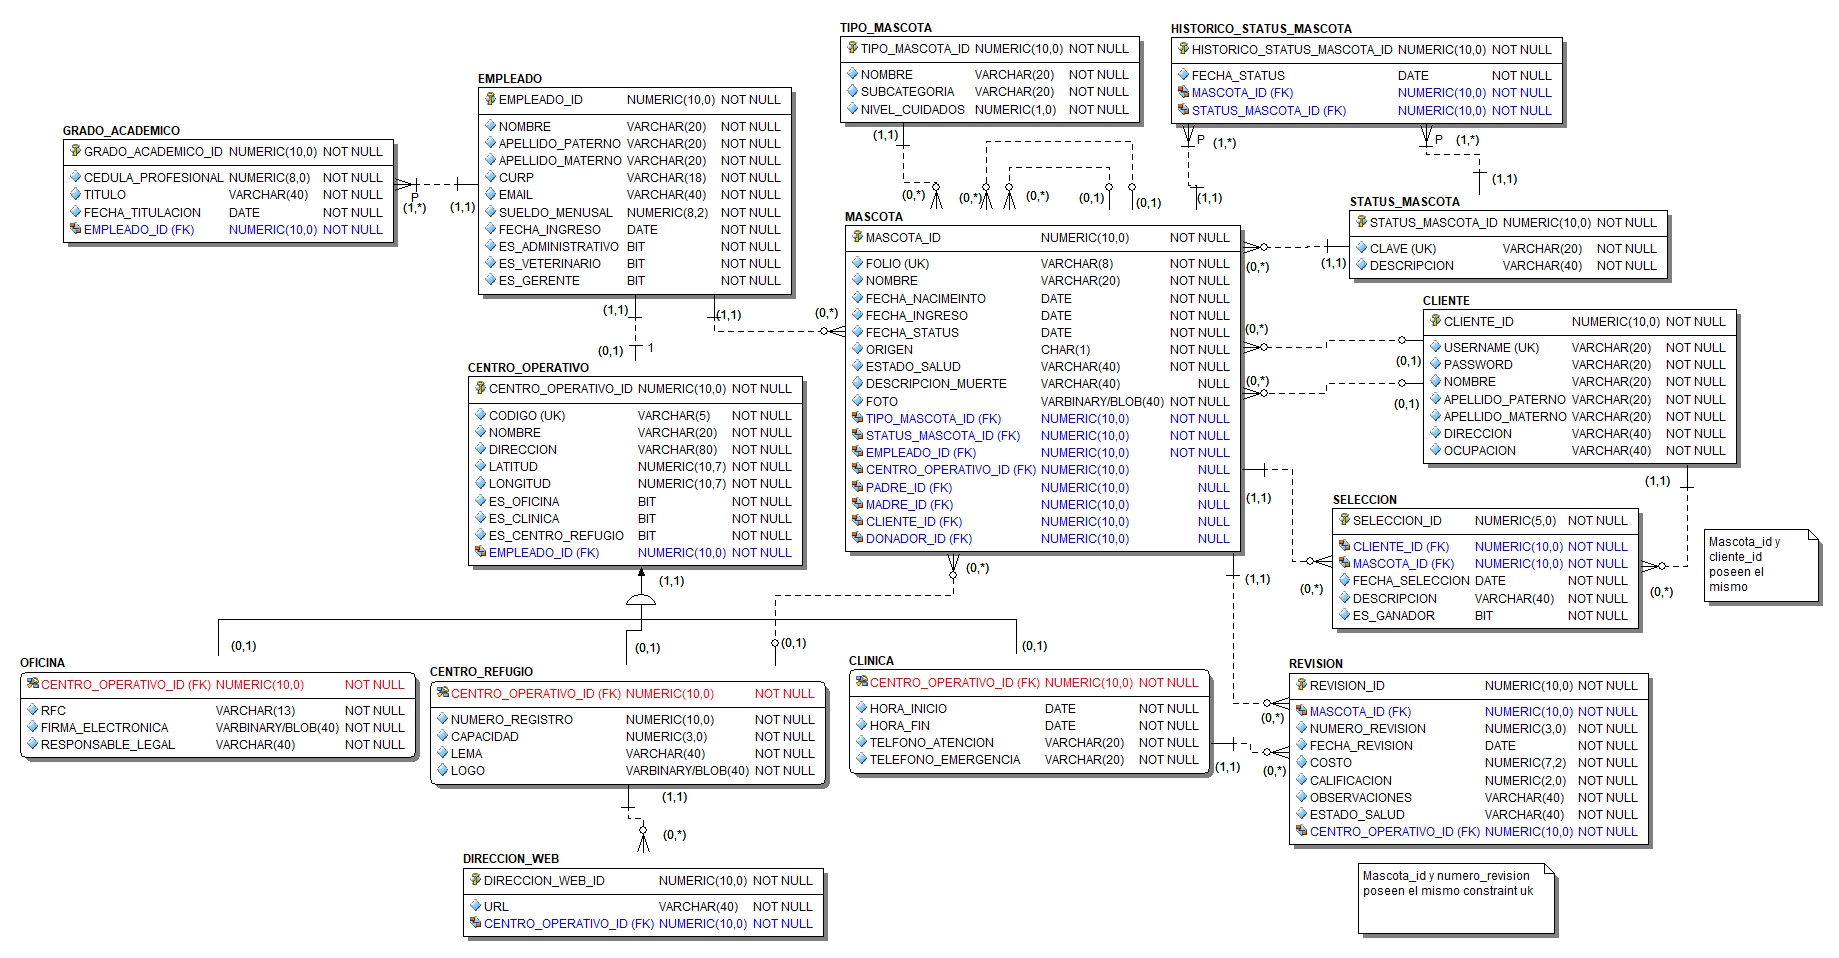 TIPO_MASCOTA
TIPO_MASCOTA_ID NUMERIC(10,0) NOT NULL
NOMBRE VARCHAR(20) NOT NULL
SUBCATEGORIA VARCHAR(20) NOT NULL
NIVEL_CUIDADOS NUMERIC(1,0) NOT NULL
HISTORICO_STATUS_MASCOTA
HISTORICO_STATUS_MASCOTA_ID NUMERIC(10,0) NOT NULL
FECHA_STATUS DATE NOT NULL
MASCOTA_ID (FK) NUMERIC(10,0) NOT NULL
STATUS_MASCOTA_ID (FK) NUMERIC(10,0) NOT NULL
EMPLEADO
EMPLEADO_ID NUMERIC(10,0) NOT NULL
NOMBRE VARCHAR(20) NOT NULL
APELLIDO_PATERNO VARCHAR(20) NOT NULL
APELLIDO_MATERNO VARCHAR(20) NOT NULL
CURP VARCHAR(18) NOT NULL
EMAIL VARCHAR(40) NOT NULL
SUELDO_MENUSAL NUMERIC(8,2) NOT NULL
FECHA_INGRESO DATE NOT NULL
ES_ADMINISTRATIVO BIT NOT NULL
ES_VETERINARIO BIT NOT NULL
ES_GERENTE BIT NOT NULL
GRADO_ACADEMICO
GRADO_ACADEMICO_ID NUMERIC(10,0) NOT NULL
CEDULA_PROFESIONAL NUMERIC(8,0) NOT NULL
TITULO VARCHAR(40) NOT NULL
FECHA_TITULACION DATE NOT NULL
EMPLEADO_ID (FK) NUMERIC(10,0) NOT NULL
P
(1,*)
(1,1)
(1,1)
(0,*)
(0,*)
(0,*)
(0,1)
(0,1)
P
(1,*)
(1,1)
P
(1,*)
(1,1)
STATUS_MASCOTA
STATUS_MASCOTA_ID NUMERIC(10,0) NOT NULL
CLAVE (UK) VARCHAR(20) NOT NULL
DESCRIPCION VARCHAR(40) NOT NULL
(0,*)
(1,1)
MASCOTA
MASCOTA_ID NUMERIC(10,0) NOT NULL
FOLIO (UK) VARCHAR(8) NOT NULL
NOMBRE VARCHAR(20) NOT NULL
FECHA_NACIMEINTO DATE NOT NULL
FECHA_INGRESO DATE NOT NULL
FECHA_STATUS DATE NOT NULL
ORIGEN CHAR(1) NOT NULL
ESTADO_SALUD VARCHAR(40) NOT NULL
DESCRIPCION_MUERTE VARCHAR(40) NULL
FOTO VARBINARY/BLOB(40) NOT NULL
TIPO_MASCOTA_ID (FK) NUMERIC(10,0) NOT NULL
STATUS_MASCOTA_ID (FK) NUMERIC(10,0) NOT NULL
EMPLEADO_ID (FK) NUMERIC(10,0) NOT NULL
CENTRO_OPERATIVO_ID (FK) NUMERIC(10,0) NULL
PADRE_ID (FK) NUMERIC(10,0) NULL
MADRE_ID (FK) NUMERIC(10,0) NULL
CLIENTE_ID (FK) NUMERIC(10,0) NULL
DONADOR_ID (FK) NUMERIC(10,0) NULL
(1,1)
(1,1)
(0,*)
(0,1)
1
(0,*)
(0,1)
(0,*)
(0,1)
CLIENTE
CLIENTE_ID NUMERIC(10,0) NOT NULL
USERNAME (UK) VARCHAR(20) NOT NULL
PASSWORD VARCHAR(20) NOT NULL
NOMBRE VARCHAR(20) NOT NULL
APELLIDO_PATERNO VARCHAR(20) NOT NULL
APELLIDO_MATERNO VARCHAR(20) NOT NULL
DIRECCION VARCHAR(40) NOT NULL
OCUPACION VARCHAR(40) NOT NULL
CENTRO_OPERATIVO
CENTRO_OPERATIVO_ID NUMERIC(10,0) NOT NULL
CODIGO (UK) VARCHAR(5) NOT NULL
NOMBRE VARCHAR(20) NOT NULL
DIRECCION VARCHAR(80) NOT NULL
LATITUD NUMERIC(10,7) NOT NULL
LONGITUD NUMERIC(10,7) NOT NULL
ES_OFICINA BIT NOT NULL
ES_CLINICA BIT NOT NULL
ES_CENTRO_REFUGIO BIT NOT NULL
EMPLEADO_ID (FK) NUMERIC(10,0) NOT NULL
(1,1)
(1,1)
(0,*)
(1,1)
(0,*)
SELECCION
SELECCION_ID NUMERIC(5,0) NOT NULL
CLIENTE_ID (FK) NUMERIC(10,0) NOT NULL
MASCOTA_ID (FK) NUMERIC(10,0) NOT NULL
FECHA_SELECCION DATE NOT NULL
DESCRIPCION VARCHAR(40) NOT NULL
ES_GANADOR BIT NOT NULL
Mascota_id y
cliente_id
poseen el
mismo
(1,1)
(0,*)
(1,1)
(0,1)
(0,1)
(0,1)
(0,1)
OFICINA
CENTRO_OPERATIVO_ID (FK) NUMERIC(10,0) NOT NULL
RFC VARCHAR(13) NOT NULL
FIRMA_ELECTRONICA VARBINARY/BLOB(40) NOT NULL
RESPONSABLE_LEGAL VARCHAR(40) NOT NULL
CENTRO_REFUGIO
CENTRO_OPERATIVO_ID (FK) NUMERIC(10,0) NOT NULL
NUMERO_REGISTRO NUMERIC(10,0) NOT NULL
CAPACIDAD NUMERIC(3,0) NOT NULL
LEMA VARCHAR(40) NOT NULL
LOGO VARBINARY/BLOB(40) NOT NULL
CLINICA
CENTRO_OPERATIVO_ID (FK) NUMERIC(10,0) NOT NULL
HORA_INICIO DATE NOT NULL
HORA_FIN DATE NOT NULL
TELFONO_ATENCION VARCHAR(20) NOT NULL
TELEFONO_EMERGENCIA VARCHAR(20) NOT NULL
(0,*)
(1,1)
(0,*)
REVISION
REVISION_ID NUMERIC(10,0) NOT NULL
MASCOTA_ID (FK) NUMERIC(10,0) NOT NULL
NUMERO_REVISION NUMERIC(3,0) NOT NULL
FECHA_REVISION DATE NOT NULL
COSTO NUMERIC(7,2) NOT NULL
CALIFICACION NUMERIC(2,0) NOT NULL
OBSERVACIONES VARCHAR(40) NOT NULL
ESTADO_SALUD VARCHAR(40) NOT NULL
CENTRO_OPERATIVO_ID (FK) NUMERIC(10,0) NOT NULL
(1,1)
(0,*)
DIRECCION_WEB
DIRECCION_WEB_ID NUMERIC(10,0) NOT NULL
URL VARCHAR(40) NOT NULL
CENTRO_OPERATIVO_ID (FK) NUMERIC(10,0) NOT NULL
Mascota_id y numero_revision
poseen el mismo constraint uk